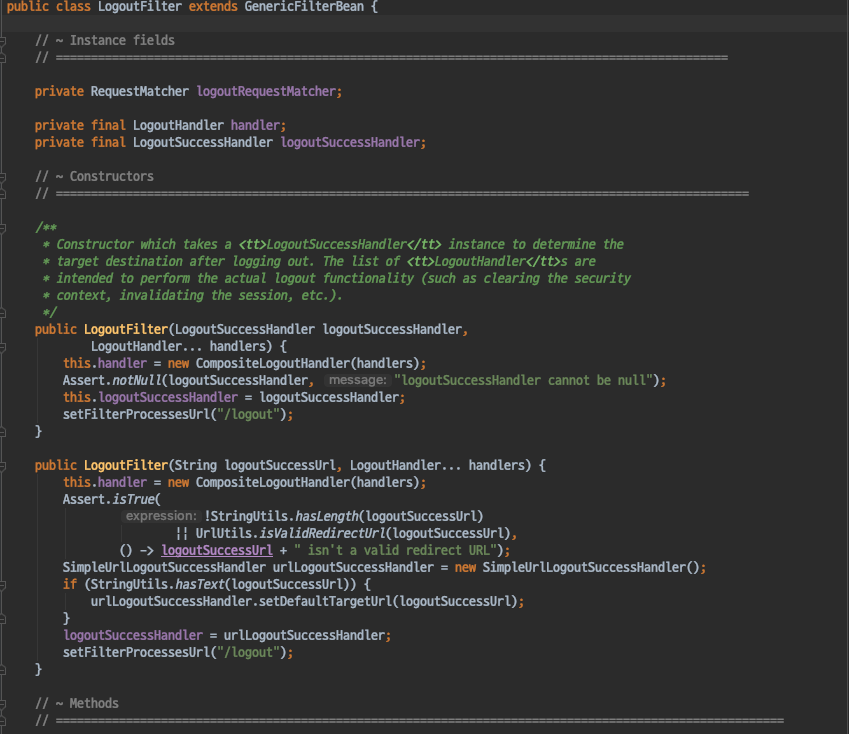 public class LogoutFilter extends GenericFilterBean {
// ~ Instance fields
// ================================================================================================
private RequestMatcher logoutRequestMatcher;
private final LogoutHandler handler;
private final LogoutSuccessHandler logoutSuccessHandler;
// ~ Constructors
// ===================================================================================================
/**
* Constructor which takes a <tt>LogoutSuccessHandler</tt> instance to determine the
* target destination after logging out. The list of <tt>LogoutHandler</tt>s are
* intended to perform the actual logout functionality (such as clearing the security
* context, invalidating the session, etc.).
*/
public LogoutFilter(LogoutSuccessHandler logoutSuccessHandler,
LogoutHandler... handlers) {
this.handler = new CompositeLogoutHandler(handlers);
Assert.notNull(logoutSuccessHandler, message: "logoutSuccessHandler cannot be null");
this.logoutSuccessHandler = logoutSuccessHandler;
setFilterProcessesUrl("/logout");
}
public LogoutFilter(String logoutSuccessUrl, LogoutHandler... handlers) {
this.handler = new CompositeLogoutHandler(handlers);
Assert.isTrue(
expression: !StringUtils.hasLength(logoutSuccessUrl)
|| UrlUtils.isValidRedirectUrl(logoutSuccessUrl),
() -> logoutSuccessUrl + " isn't a valid redirect URL");
SimpleUrlLogoutSuccessHandler urlLogoutSuccessHandler = new SimpleUrlLogoutSuccessHandler();
if (StringUtils.hasText(logoutSuccessUrl)) {
urlLogoutSuccessHandler.setDefaultTargetUrl(logoutSuccessUrl);
}
logoutSuccessHandler = urlLogoutSuccessHandler;
setFilterProcessesUrl("/logout");
}
// ~ Methods
// ========================================================================================================